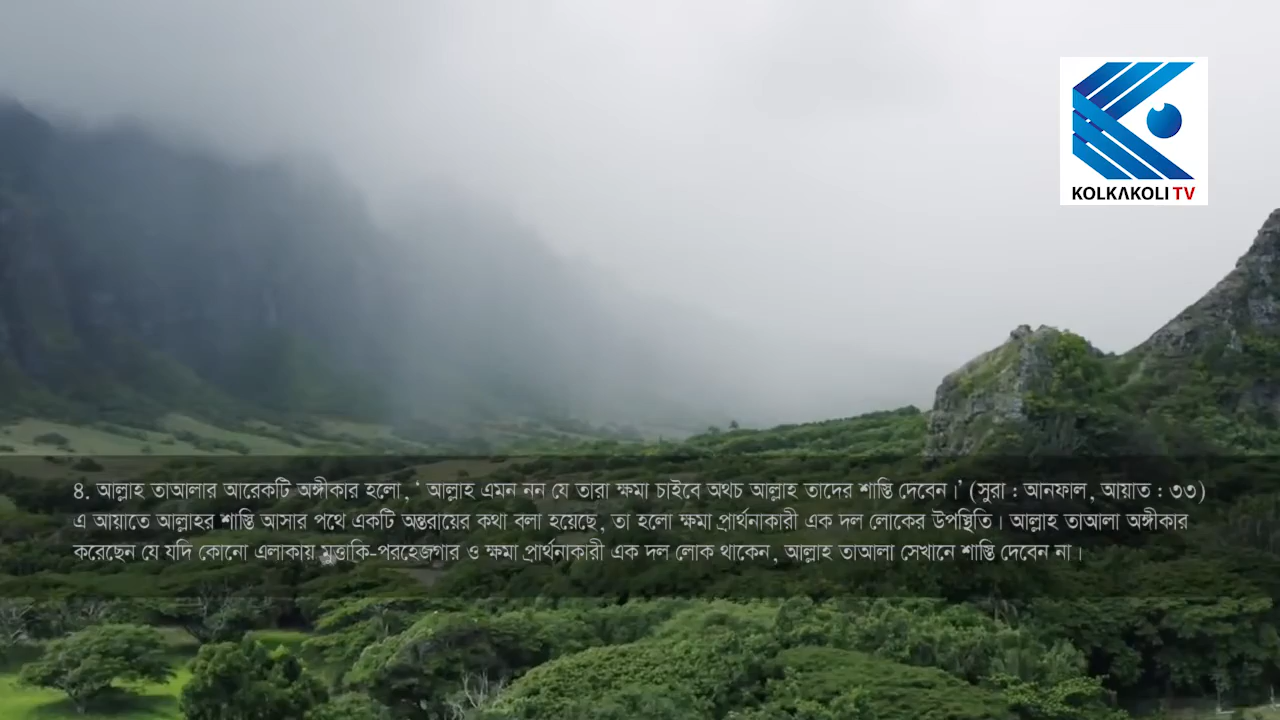 KOLKAKOLI TV
৪. আল্লাহ তাআলার আরেকটি অঙ্গীকার হলো, ‘ আল্লাহ এমন নন যে তারা ক্ষমা চাইবে অথচ আল্লাহ তাদের শাস্তি দেবেন।’ (সুরা : আনফাল, আয়াত : ৩৩)
এ আয়াতে আল্লাহর শাস্তি আসার পথে একটি অন্তরায়ের কথা বলা হয়েছে, তা হলো ক্ষমা প্রার্থনাকারী এক দল লোকের উপস্থিতি। আল্লাহ তাআলা অঙ্গীকার
করেছেন যে যদি কোনো এলাকায় মুত্তাকি-পরহেজগার ও ক্ষমা প্রার্থনাকারী এক দল লোক থাকেন, আল্লাহ তাআলা সেখানে শাস্তি দেবেন না।